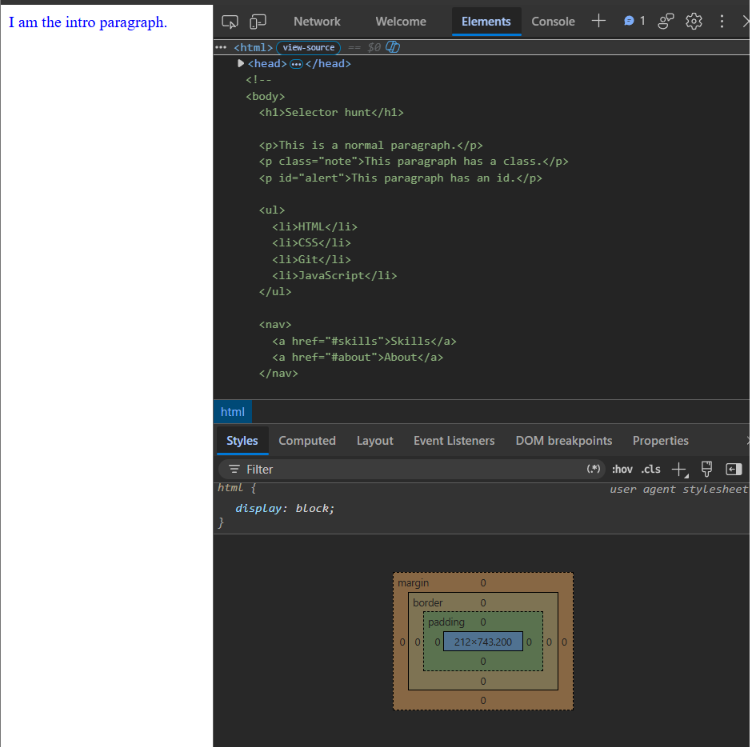 I am the intro paragraph.
Network Welcome Elements Console 1
<html> view-source == $0
<head> </head>
<!--
<body>
<h1>Selector hunt</h1>
<p>This is a normal paragraph.</p>
<p class="note">This paragraph has a class.</p>
<p id="alert">This paragraph has an id.</p>
<ul>
<li>HTML</li>
<li>CSS</li>
<li>Git</li>
<li>JavaScript</li>
</ul>
<nav>
<a href="#skills">Skills</a>
<a href="#about">About</a>
</nav>
html
Styles Computed Layout Event Listeners DOM breakpoints Properties
Filter (.*) :hov .cls
html { user agent stylesheet
display: block;
}
margin 0
border 0
padding 0
0 0 0 212×743.200 0 0 0
0
0
0